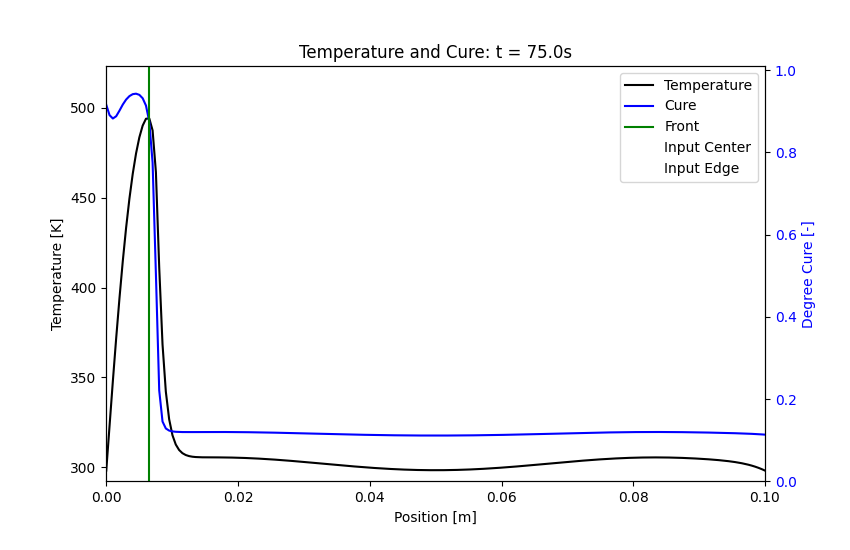 Temperature and Cure: t = 75.0s
Temperature
Cure
Front
Input Center
Input Edge
Temperature [K]
500
450
400
350
300
Degree Cure [-]
1.0
0.8
0.6
0.4
0.2
0.0
0.00 0.02 0.04 0.06 0.08 0.10
Position [m]